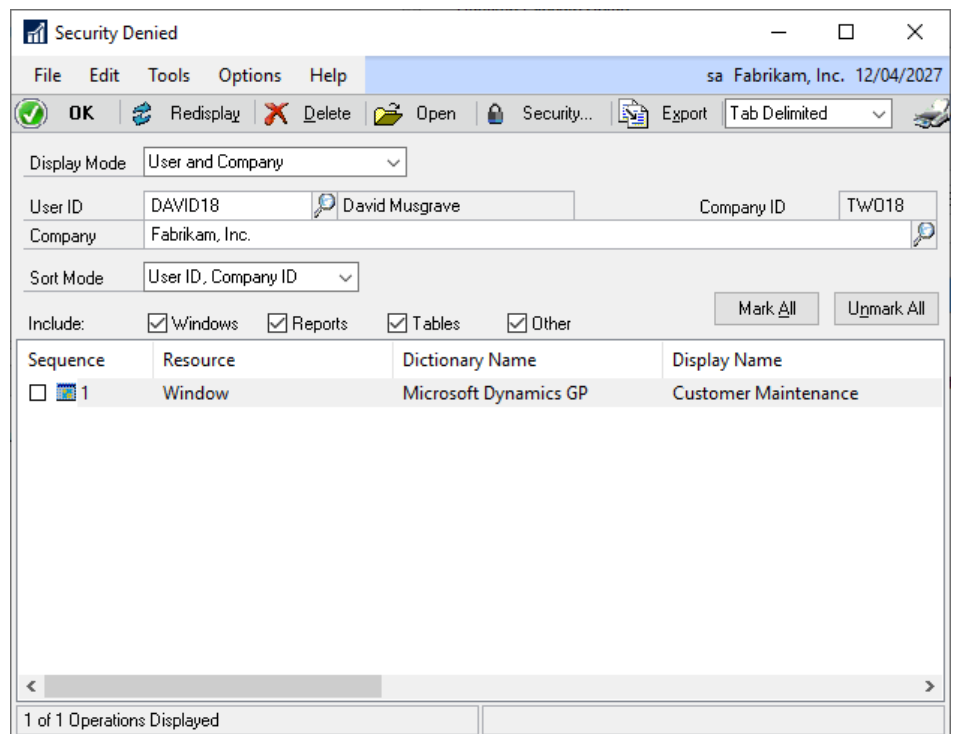 Security Denied
File Edit Tools Options Help sa Fabrikam, Inc. 12/04/2027
OK Redisplay Delete Open Security... Export Tab Delimited
Display Mode User and Company
User ID DAVID18 David Musgrave Company ID TWO18
Company Fabrikam, Inc.
Sort Mode User ID, Company ID
Mark All Unmark All
Include: Windows Reports Tables Other
Sequence Resource Dictionary Name Display Name
1 Window Microsoft Dynamics GP Customer Maintenance
1 of 1 Operations Displayed